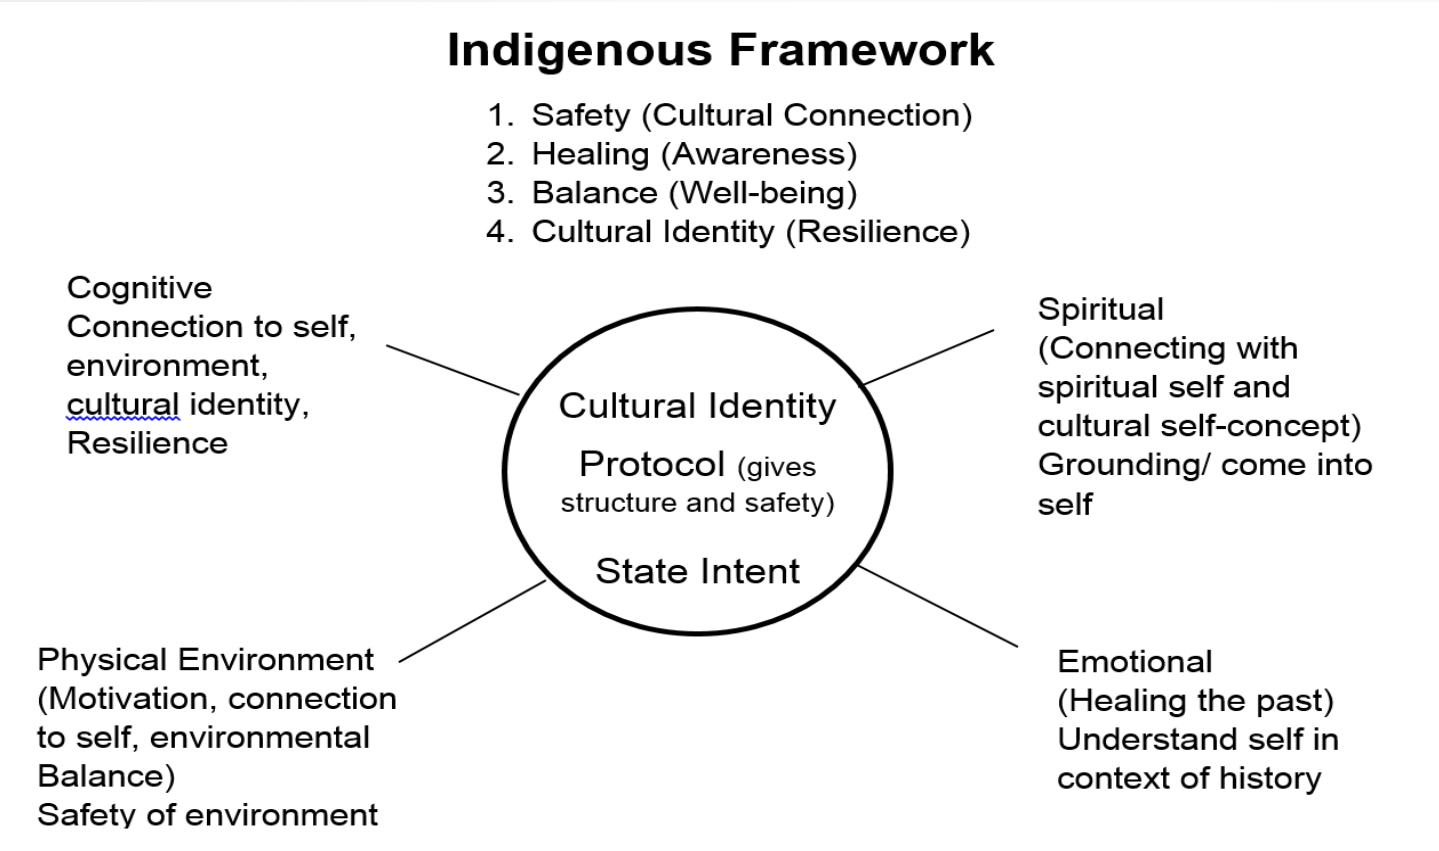 Indigenous Framework
1. Safety (Cultural Connection)
2. Healing (Awareness)
3. Balance (Well-being)
4. Cultural Identity (Resilience)
Cognitive
Connection to self,
environment,
cultural identity,
Resilience
Spiritual
(Connecting with
spiritual self and
cultural self-concept)
Grounding/ come into
self
Cultural Identity
Protocol (gives
structure and safety)
State Intent
Physical Environment
(Motivation, connection
to self, environmental
Balance)
Safety of environment
Emotional
(Healing the past)
Understand self in
context of history